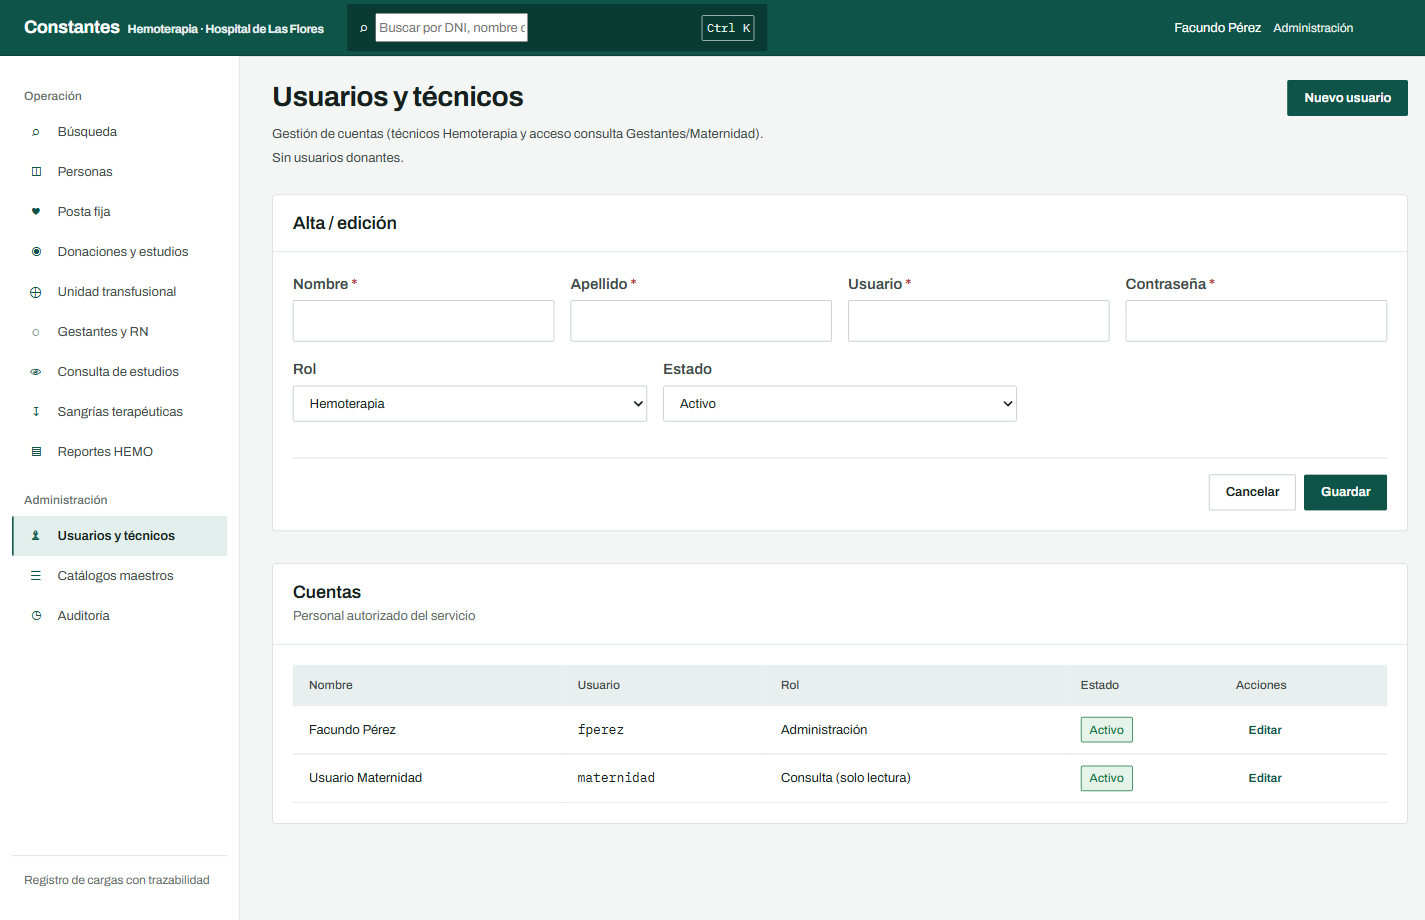 Constantes Hemoterapia · Hospital de Las Flores
Buscar por DNI, nombre
Ctrl K
Facundo Pérez Administración
Operación
Búsqueda
Personas
Posta fija
Donaciones y estudios
Unidad transfusional
Gestantes y RN
Consulta de estudios
Sangrías terapéuticas
Reportes HEMO
Administración
Usuarios y técnicos
Catálogos maestros
Auditoría
Registro de cargas con trazabilidad
Usuarios y técnicos
Nuevo usuario
Gestión de cuentas (técnicos Hemoterapia y acceso consulta Gestantes/Maternidad).
Sin usuarios donantes.
Alta / edición
Nombre * Apellido * Usuario * Contraseña *
Rol Estado
Hemoterapia Activo
Cancelar Guardar
Cuentas
Personal autorizado del servicio
Nombre Usuario Rol Estado Acciones
Facundo Pérez fperez Administración Activo Editar
Usuario Maternidad maternidad Consulta (solo lectura) Activo Editar